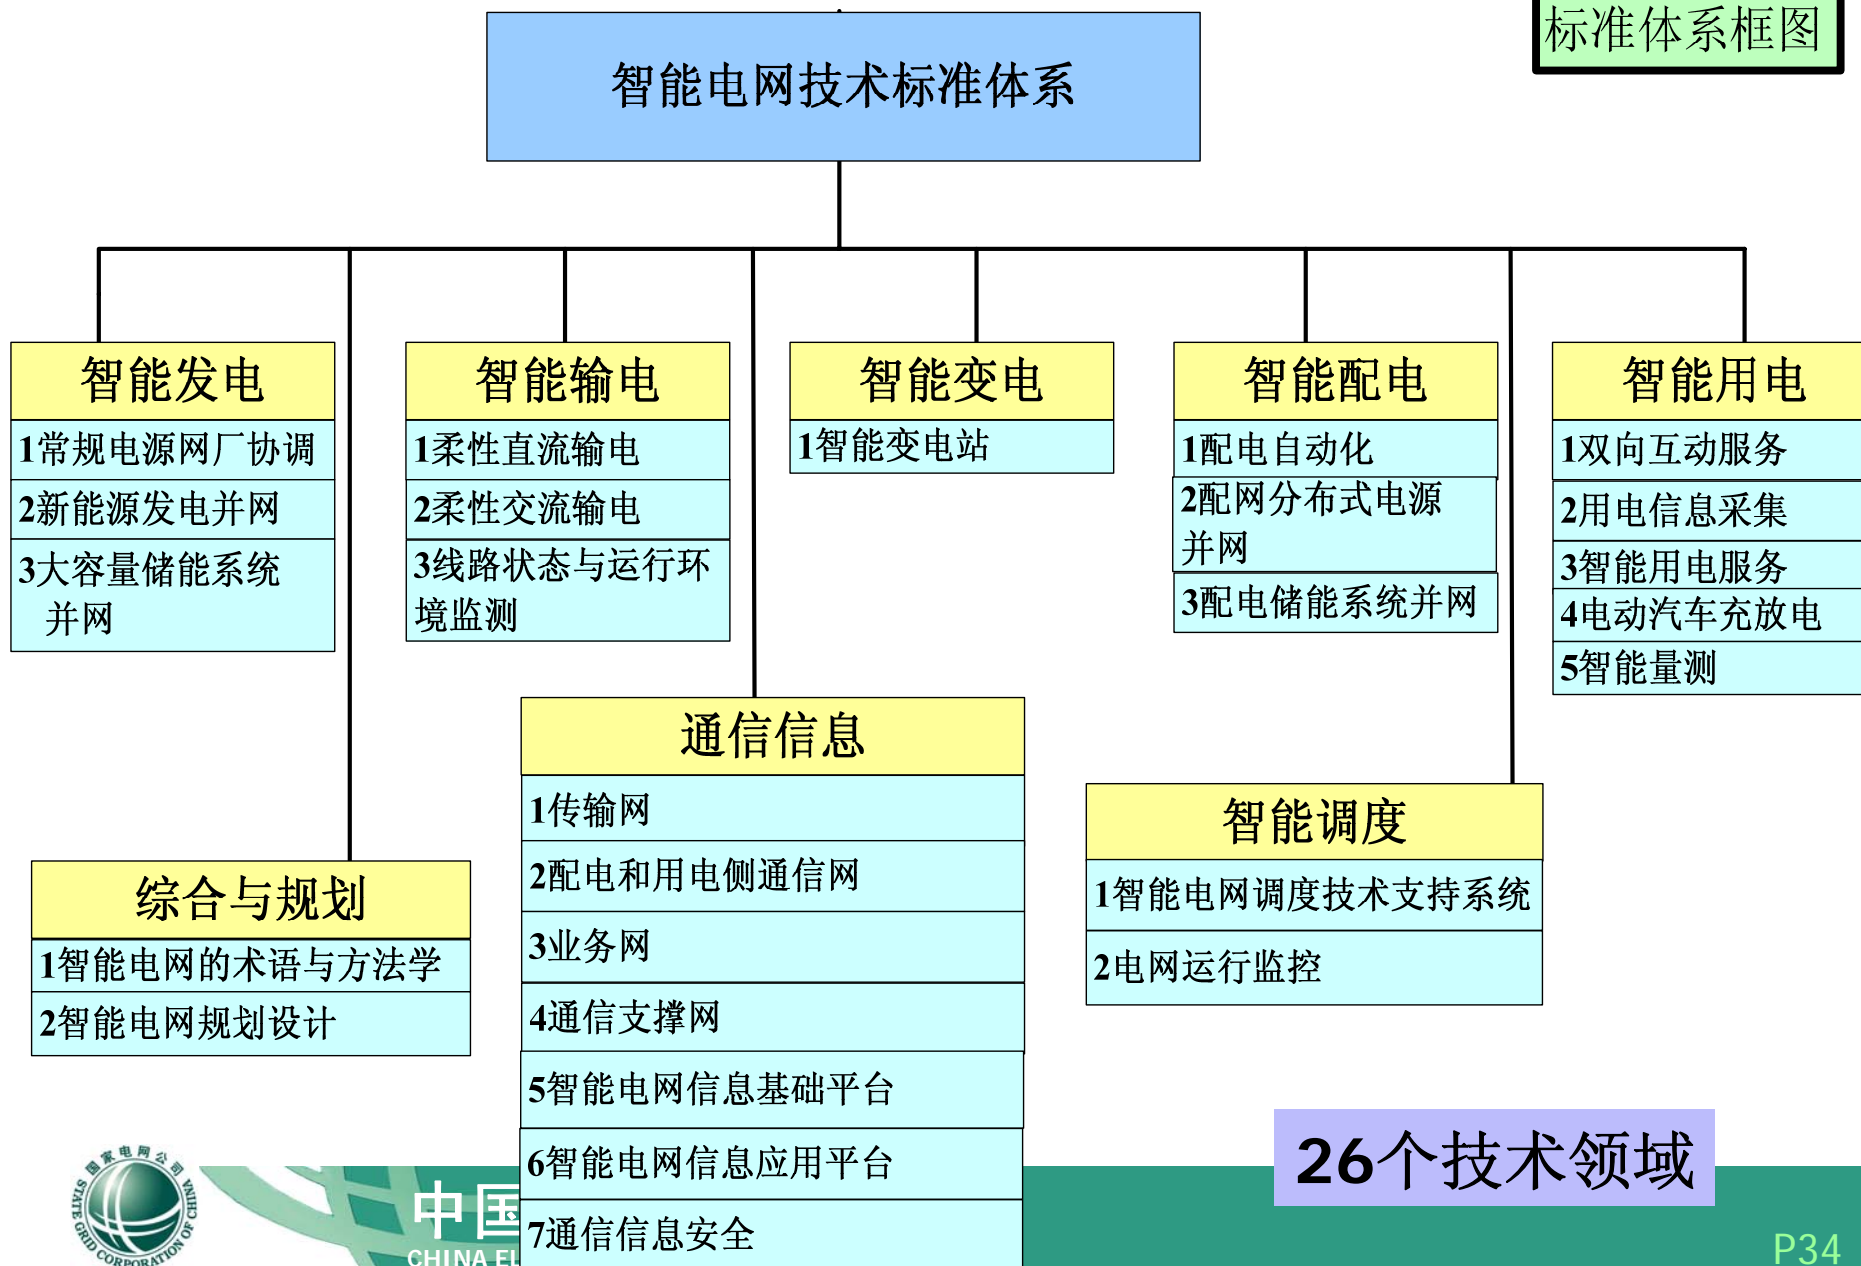 标准体系框图
智能电网技术标准体系
智能发电
1常规电源网厂协调
2新能源发电并网
3大容量储能系统
并网
智能输电
1柔性直流输电
2柔性交流输电
3线路状态与运行环
境监测
智能变电
1智能变电站
智能配电
1配电自动化
2配网分布式电源
并网
3配电储能系统并网
智能用电
1双向互动服务
2用电信息采集
3智能用电服务
4电动汽车充放电
5智能量测
综合与规划
1智能电网的术语与方法学
2智能电网规划设计
通信信息
1传输网
2配电和用电侧通信网
3业务网
4通信支撑网
5智能电网信息基础平台
6智能电网信息应用平台
7通信信息安全
智能调度
1智能电网调度技术支持系统
2电网运行监控
26个技术领域
国家电网公司
STATE GRID CORPORATION OF CHINA
中国
CHINA EL
P34